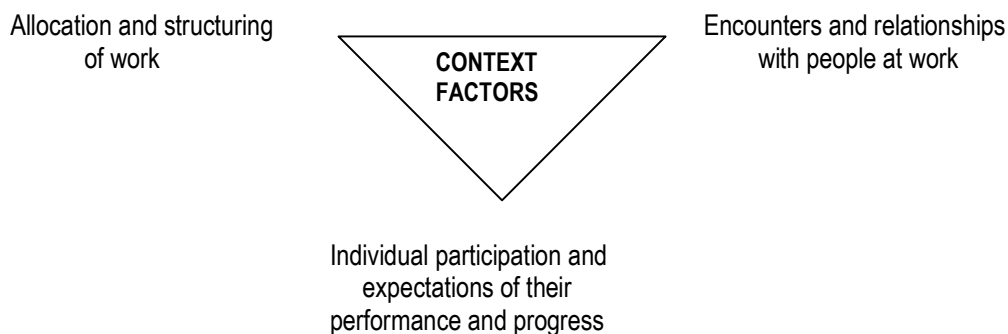 Allocation and structuring
of work
CONTEXT
FACTORS
Encounters and relationships
with people at work
Individual participation and
expectations of their
performance and progress